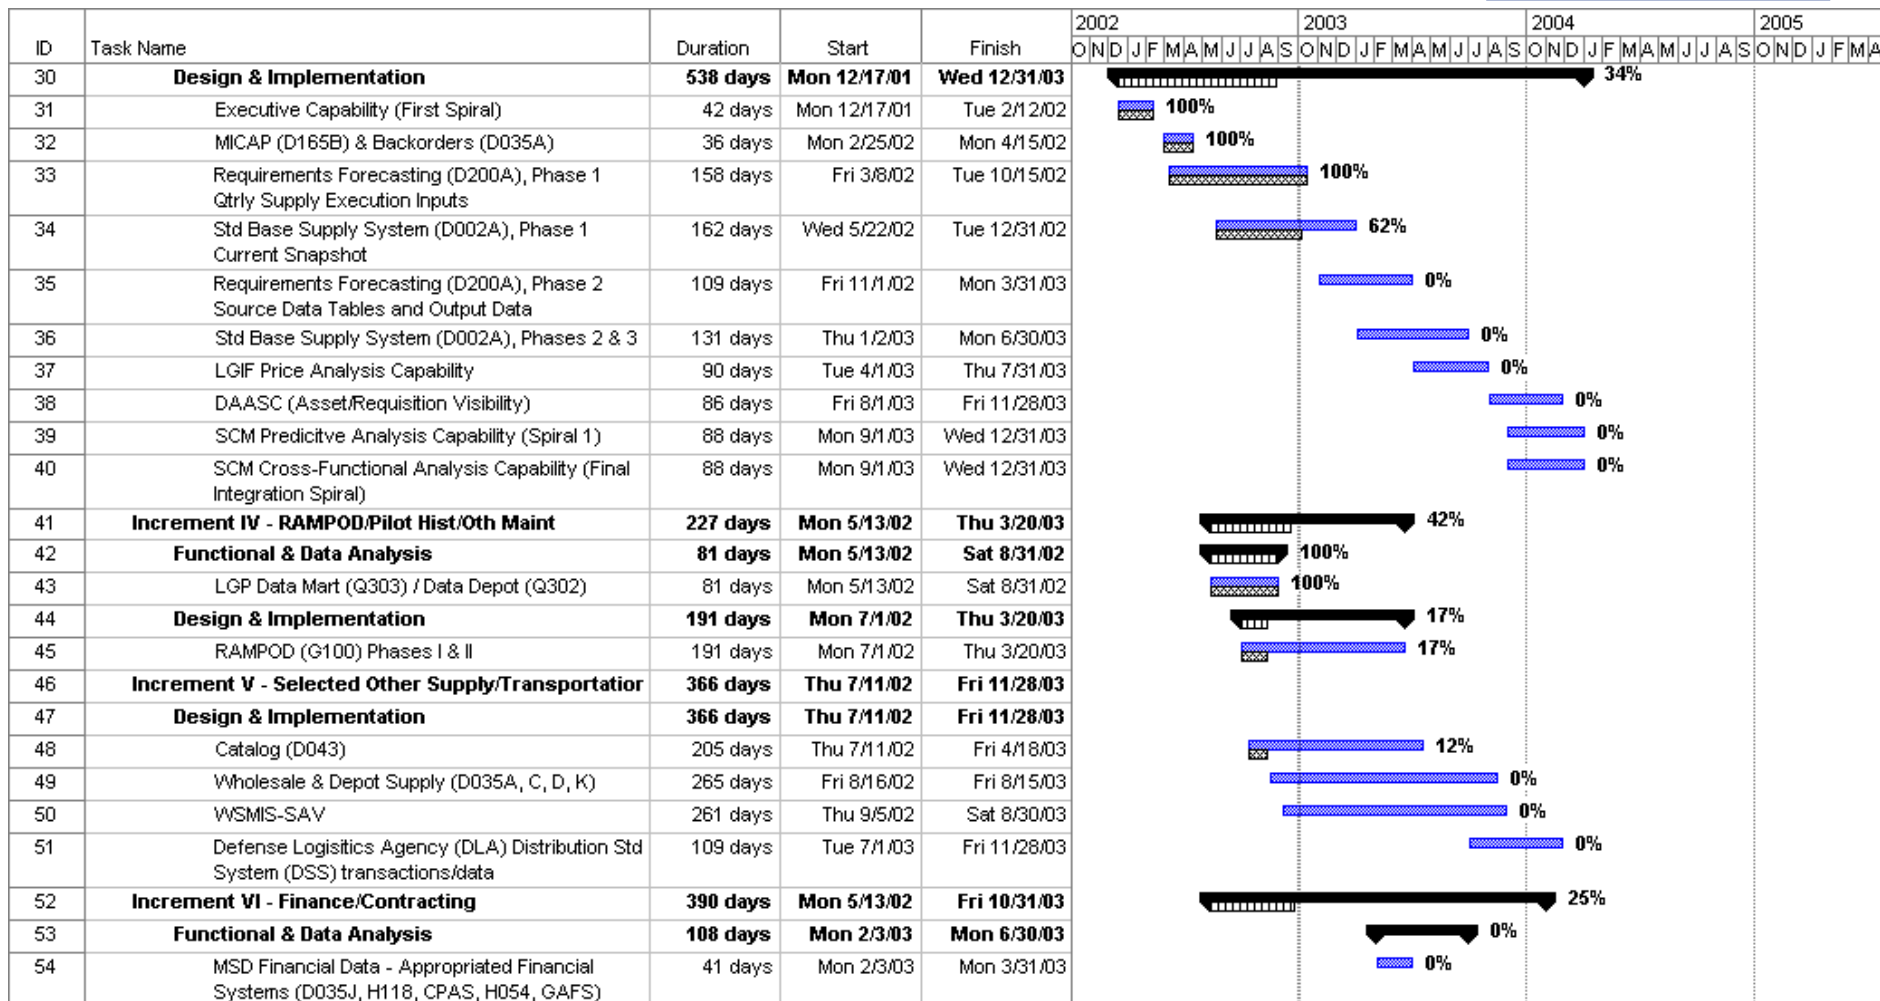 2002 2003 2004 2005
ID Task Name Duration Start Finish O N D J F M A M J J A S O N D J F M A M J J A S O N D J F M A M J J A S O N D J F M A
30 Design & Implementation 538 days Mon 12/17/01 Wed 12/31/03 34%
31 Executive Capability (First Spiral) 42 days Mon 12/17/01 Tue 2/12/02 100%
32 MICAP (D165B) & Backorders (D035A) 36 days Mon 2/25/02 Mon 4/15/02 100%
33 Requirements Forecasting (D200A), Phase 1 158 days Fri 3/8/02 Tue 10/15/02 100%
Qtrly Supply Execution Inputs
34 Std Base Supply System (D002A), Phase 1 162 days Wed 5/22/02 Tue 12/31/02 62%
Current Snapshot
35 Requirements Forecasting (D200A), Phase 2 109 days Fri 11/1/02 Mon 3/31/03 0%
Source Data Tables and Output Data
36 Std Base Supply System (D002A), Phases 2 & 3 131 days Thu 1/2/03 Mon 6/30/03 0%
37 LGIF Price Analysis Capability 90 days Tue 4/1/03 Thu 7/31/03 0%
38 DAASC (Asset/Requisition Visibility) 86 days Fri 8/1/03 Fri 11/28/03 0%
39 SCM Predicitve Analysis Capability (Spiral 1) 88 days Mon 9/1/03 Wed 12/31/03 0%
40 SCM Cross-Functional Analysis Capability (Final 88 days Mon 9/1/03 Wed 12/31/03 0%
Integration Spiral)
41 Increment IV - RAMPOD/Pilot Hist/Oth Maint 227 days Mon 5/13/02 Thu 3/20/03 42%
42 Functional & Data Analysis 81 days Mon 5/13/02 Sat 8/31/02 100%
43 LGP Data Mart (Q303) / Data Depot (Q302) 81 days Mon 5/13/02 Sat 8/31/02 100%
44 Design & Implementation 191 days Mon 7/1/02 Thu 3/20/03 17%
45 RAMPOD (G100) Phases I & II 191 days Mon 7/1/02 Thu 3/20/03 17%
46 Increment V - Selected Other Supply/Transportation 366 days Thu 7/11/02 Fri 11/28/03
47 Design & Implementation 366 days Thu 7/11/02 Fri 11/28/03
48 Catalog (D043) 205 days Thu 7/11/02 Fri 4/18/03 12%
49 Wholesale & Depot Supply (D035A, C, D, K) 265 days Fri 8/16/02 Fri 8/15/03 0%
50 WSMIS-SAV 261 days Thu 9/5/02 Sat 8/30/03 0%
51 Defense Logisitics Agency (DLA) Distribution Std 109 days Tue 7/1/03 Fri 11/28/03 0%
System (DSS) transactions/data
52 Increment VI - Finance/Contracting 390 days Mon 5/13/02 Fri 10/31/03 25%
53 Functional & Data Analysis 108 days Mon 2/3/03 Mon 6/30/03 0%
54 MSD Financial Data - Appropriated Financial 41 days Mon 2/3/03 Mon 3/31/03 0%
Systems (D035J, H118, CPAS, H054, GAFS)